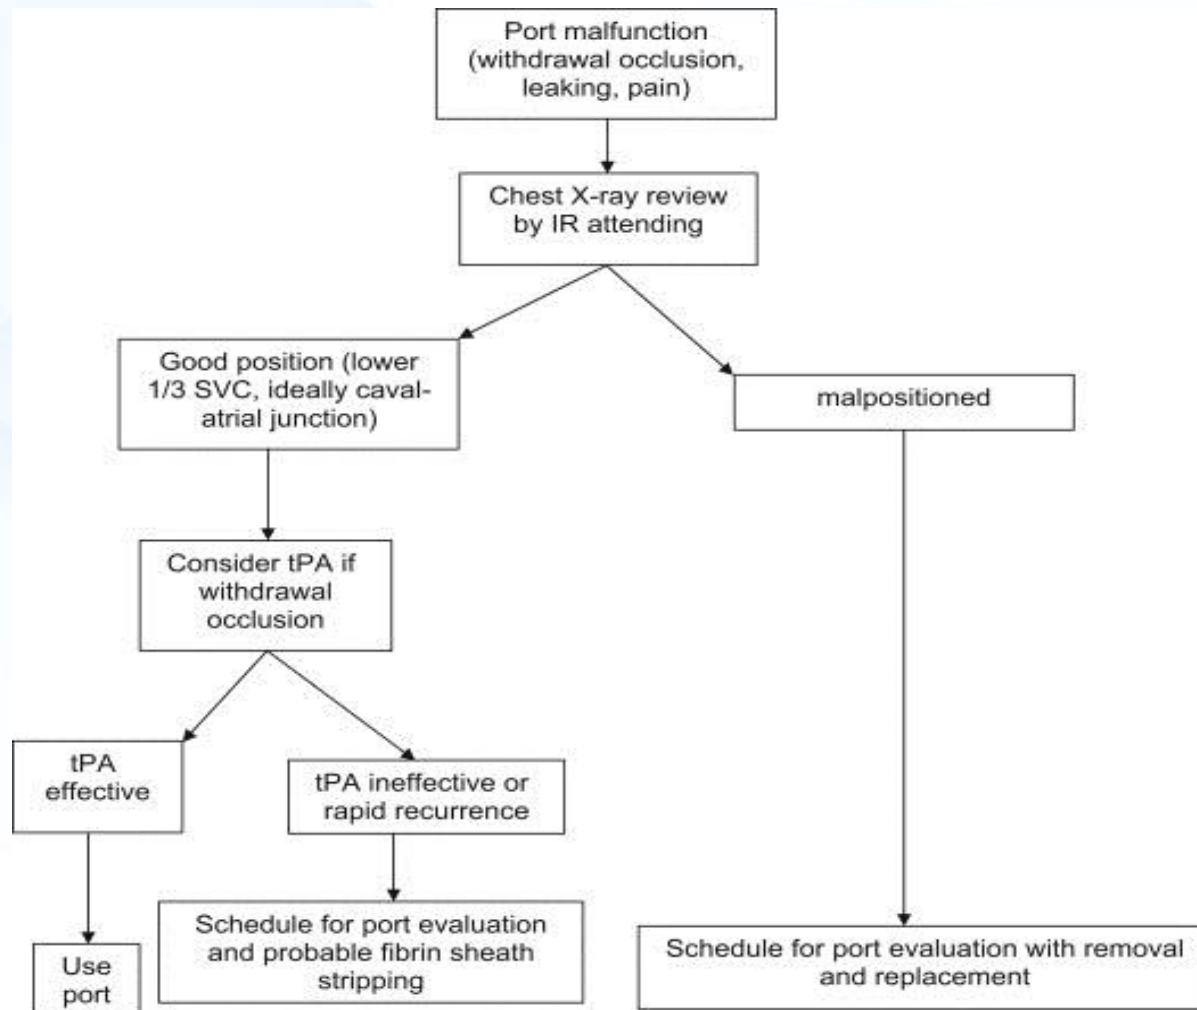 Port malfunction
(withdrawal occlusion,
leaking, pain)
Chest X-ray review
by IR attending
Good position (lower
1/3 SVC, ideally caval-
atrial junction)
malpositioned
Consider tPA if
withdrawal
occlusion
tPA
effective
tPA ineffective or
rapid recurrence
Use
port
Schedule for port evaluation
and probable fibrin sheath
stripping
Schedule for port evaluation with removal
and replacement